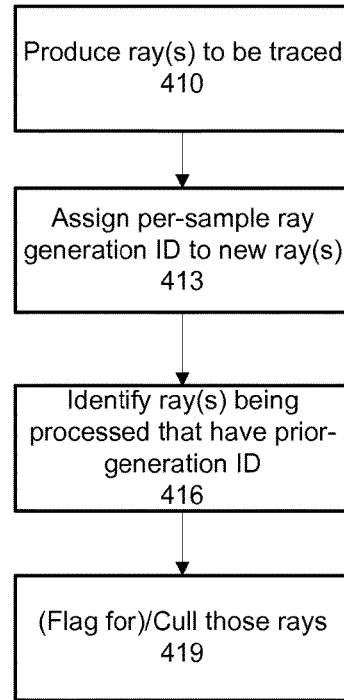 Produce ray(s) to be traced
410
Assign per-sample ray
generation ID to new ray(s)
413
Identify ray(s) being
processed that have prior-
generation ID
416
(Flag for)/Cull those rays
419